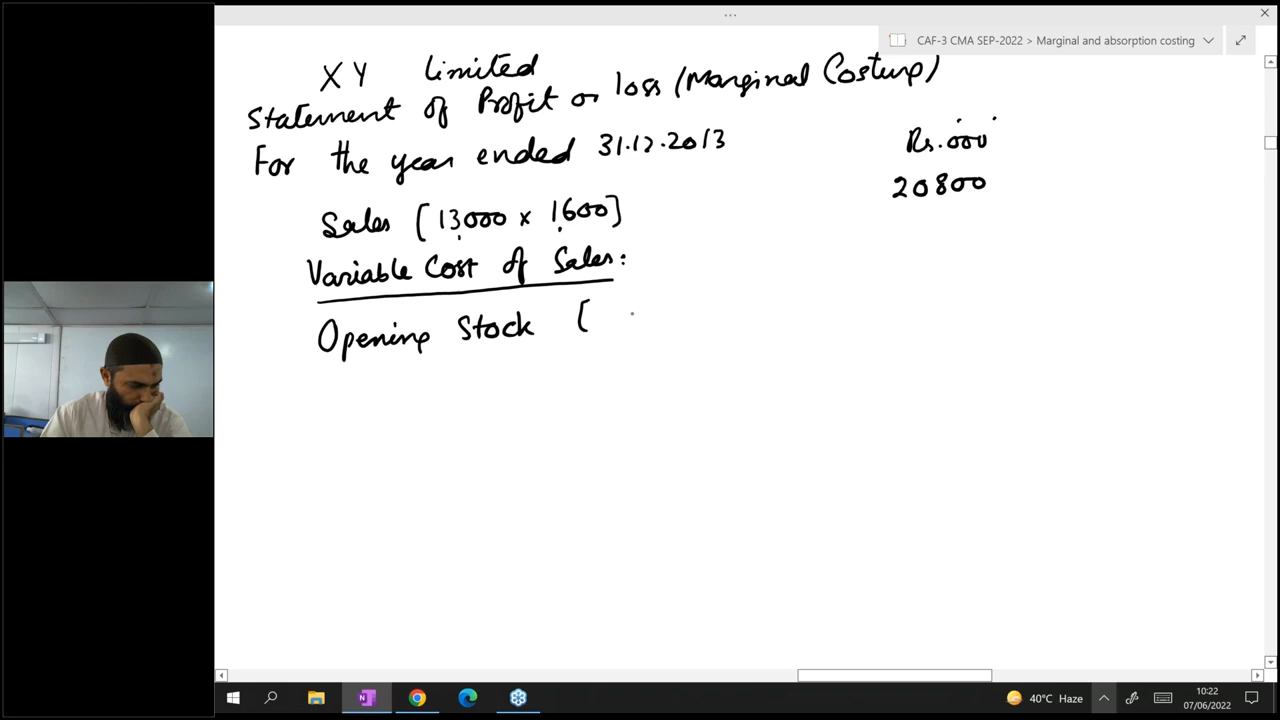 CAF-3 CMA SEP-2022 > Marginal and absorption costing
XY Limited
Statement of Profit or loss (Marginal Costing)
For the year ended 31.12.2013
Rs.000
Sales [13000 x 1600] 20800
Variable Cost of Sales:
Opening Stock [
40°C Haze
10:22
07/06/2022